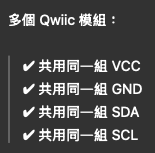 多個 Qwiic 模組：
✔ 共用同一組 VCC
✔ 共用同一組 GND
✔ 共用同一組 SDA
✔ 共用同一組 SCL